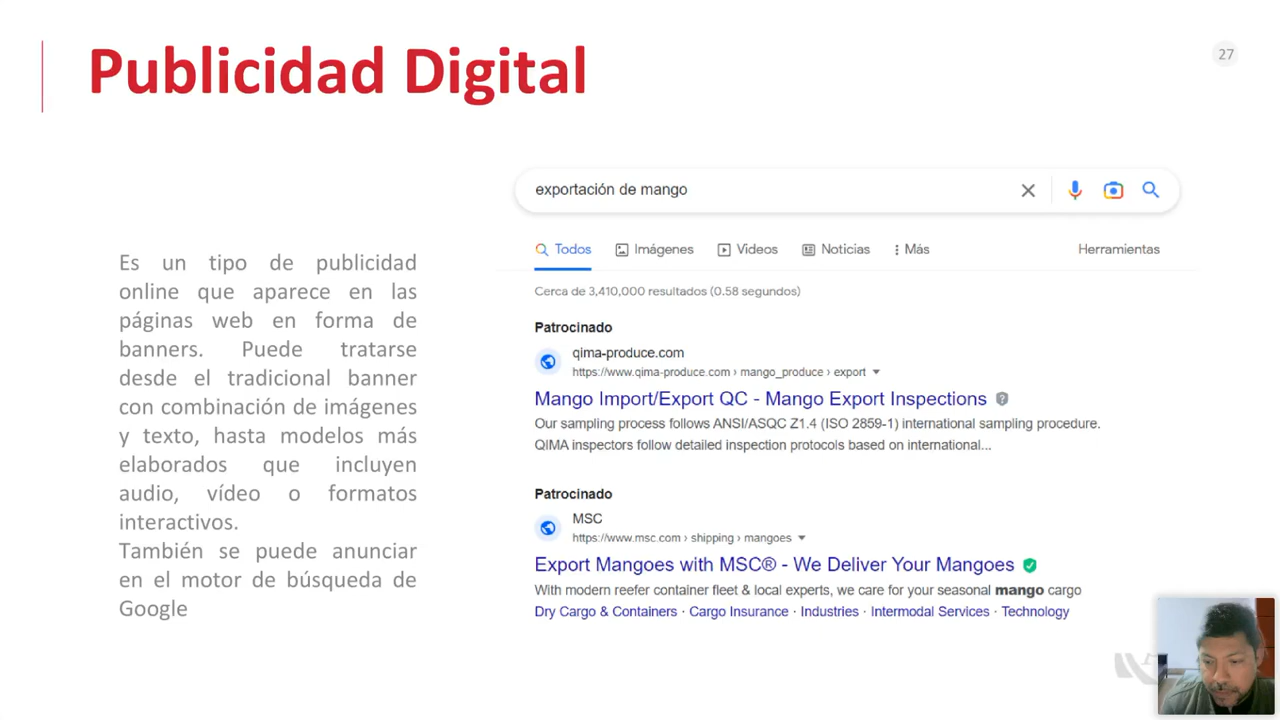 Publicidad Digital
27
Es un tipo de publicidad
online que aparece en las
páginas web en forma de
banners. Puede tratarse
desde el tradicional banner
con combinación de imágenes
y texto, hasta modelos más
elaborados que incluyen
audio, vídeo o formatos
interactivos.
También se puede anunciar
en el motor de búsqueda de
Google
exportación de mango
Todos Imágenes Videos Noticias Más Herramientas
Cerca de 3,410,000 resultados (0.58 segundos)
Patrocinado
qima-produce.com
https://www.qima-produce.com › mango_produce › export
Mango Import/Export QC - Mango Export Inspections
Our sampling process follows ANSI/ASQC Z1.4 (ISO 2859-1) international sampling procedure.
QIMA inspectors follow detailed inspection protocols based on international...
Patrocinado
MSC
https://www.msc.com › shipping › mangoes
Export Mangoes with MSC® - We Deliver Your Mangoes
With modern reefer container fleet & local experts, we care for your seasonal mango cargo
Dry Cargo & Containers · Cargo Insurance · Industries · Intermodal Services · Technology